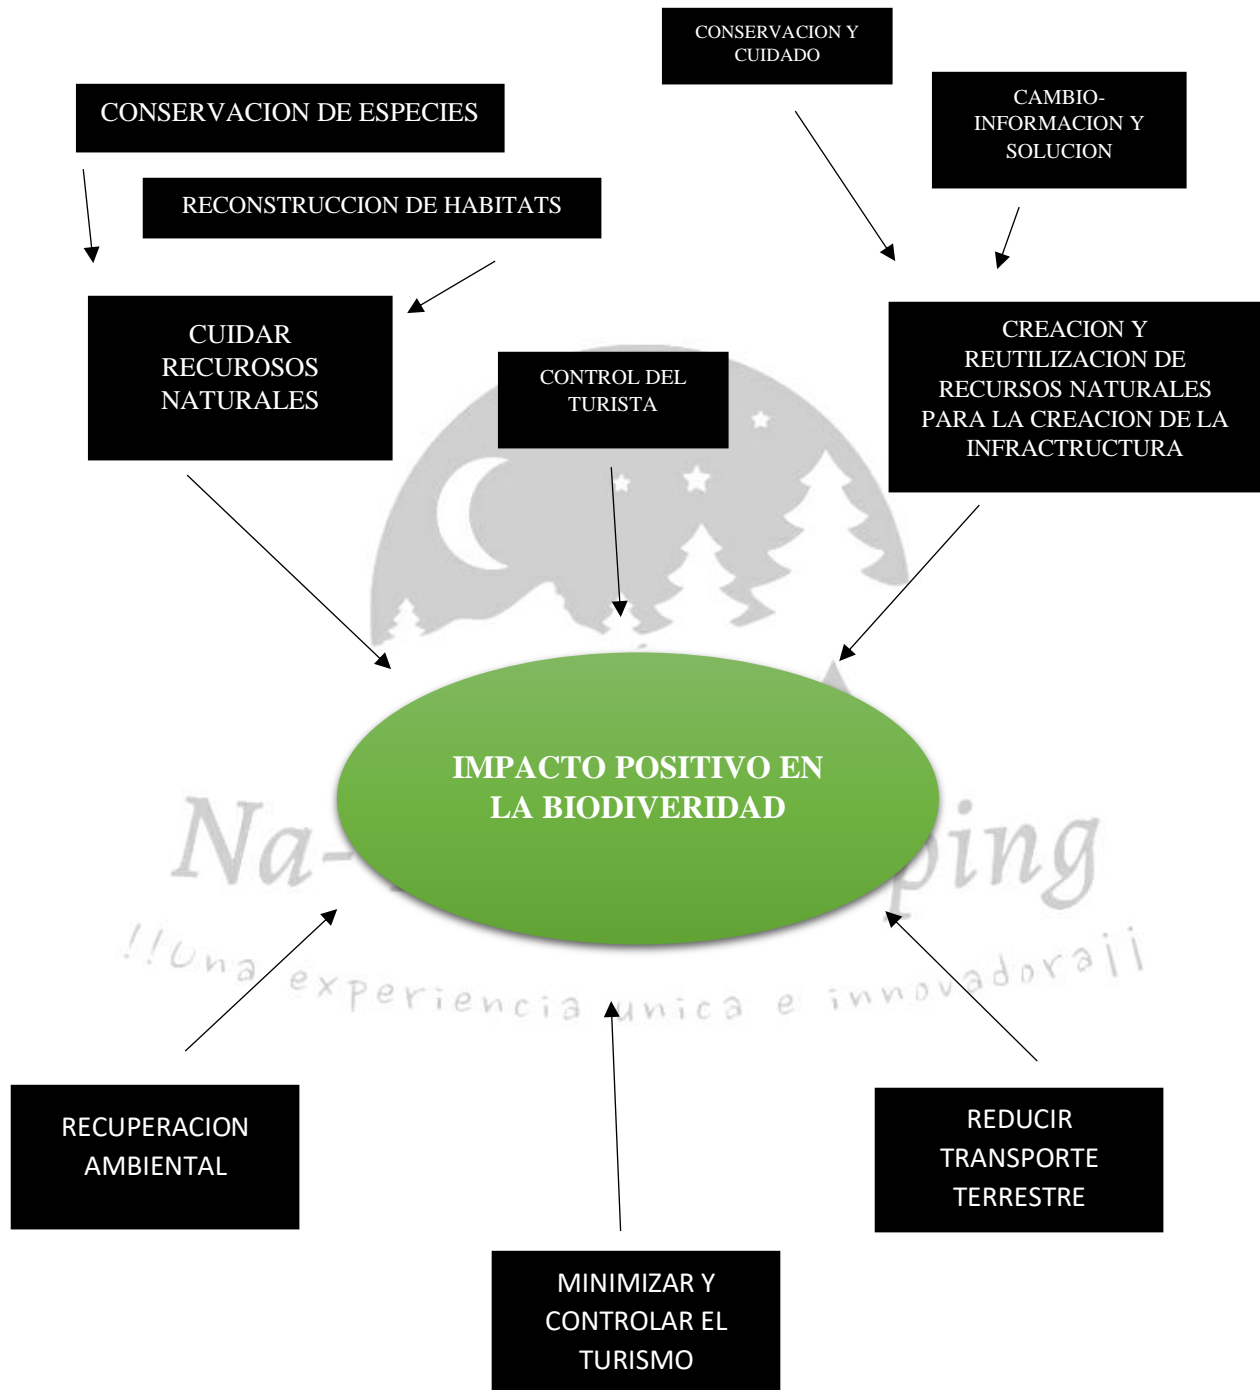 CONSERVACION Y
CUIDADO
CAMBIO-
INFORMACION Y
SOLUCION
CONSERVACION DE ESPECIES
RECONSTRUCCION DE HABITATS
CUIDAR
RECUROSOS
NATURALES
CONTROL DEL
TURISTA
CREACION Y
REUTILIZACION DE
RECURSOS NATURALES
PARA LA CREACION DE LA
INFRACTRUCTURA
IMPACTO POSITIVO EN
LA BIODIVERIDAD
Na- ping
!!Una experiencia unica e innovadora¡¡
RECUPERACION
AMBIENTAL
REDUCIR
TRANSPORTE
TERRESTRE
MINIMIZAR Y
CONTROLAR EL
TURISMO